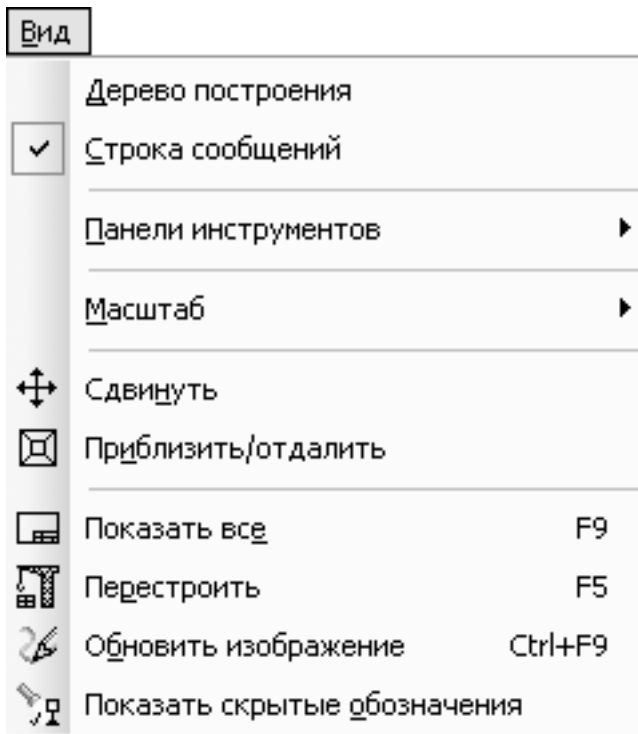 Вид
Дерево построения
Строка сообщений
Панели инструментов
Масштаб
Сдвинуть
Приблизить/отдалить
Показать все F9
Перестроить F5
Обновить изображение Ctrl+F9
Показать скрытые обозначения